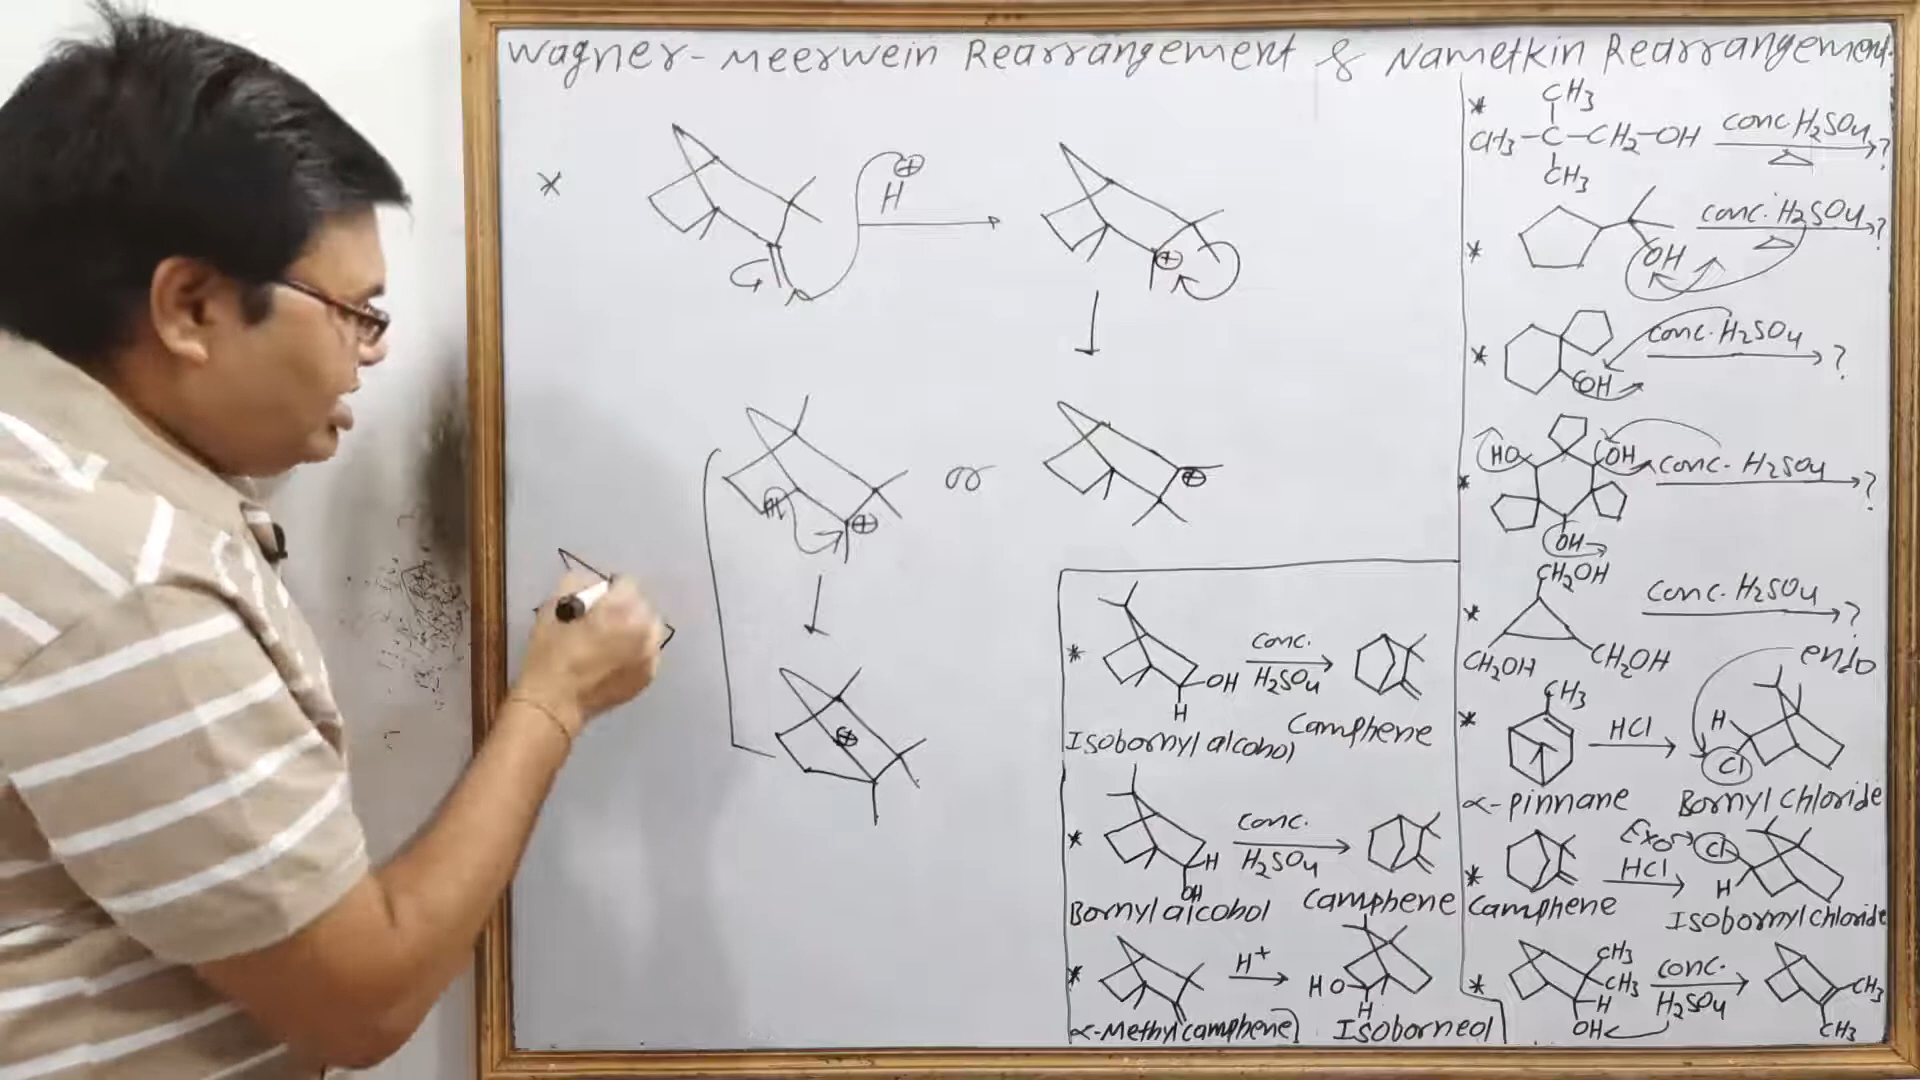 Wagner-Meerwein Rearrangement & Nametkin Rearrangement.
*
H⊕
⊕
⊕
or
⊕
⊕
* CH3
CH3-C-CH2-OH conc. H2SO4 △ ?
CH3
* OH conc. H2SO4 △ ?
* OH conc. H2SO4 ?
* HO OH conc. H2SO4 ?
OH
* CH2OH conc. H2SO4 ?
CH2OH CH2OH
* CH3 HCl H Cl endo
α-pinnane Bornyl chloride
* HCl Exo Cl H
Camphene Isobornyl chloride
* CH3 CH3 H OH conc. H2SO4 CH3 CH3
* OH H conc. H2SO4
Isobornyl alcohol Camphene
* H OH conc. H2SO4
Bornyl alcohol Camphene
* H+ HO H
α-Methyl camphene Isoborneol